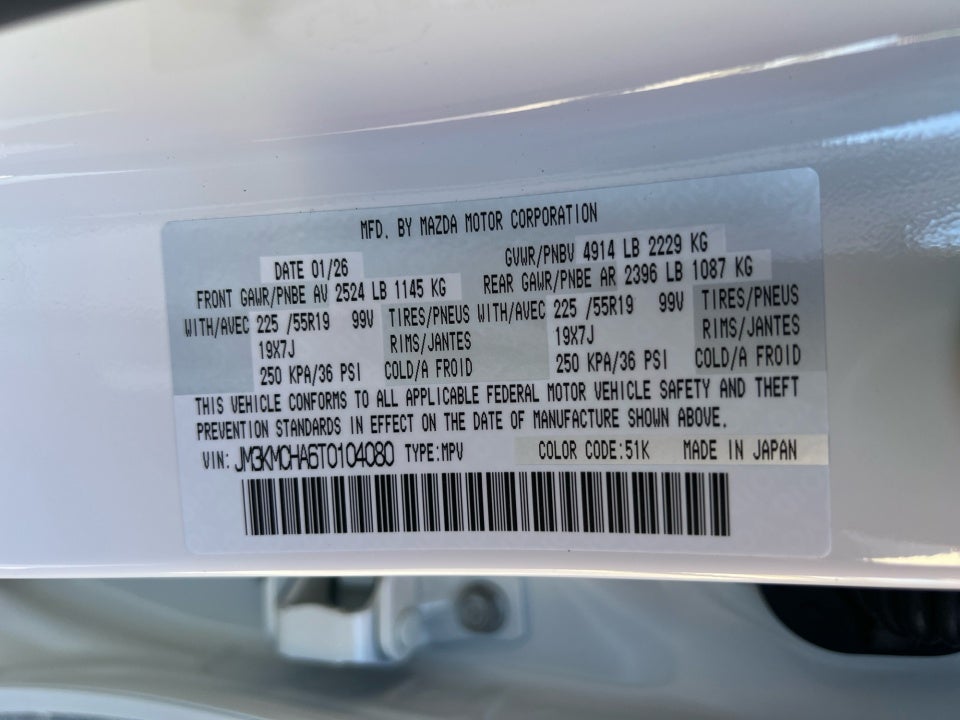 MFD. BY MAZDA MOTOR CORPORATION
DATE 01/26 GVWR/PNBV 4914 LB 2229 KG
FRONT GAWR/PNBE AV 2524 LB 1145 KG REAR GAWR/PNBE AR 2396 LB 1087 KG
WITH/AVEC 225 /55R19 99V TIRES/PNEUS WITH/AVEC 225 /55R19 99V TIRES/PNEUS
19X7J RIMS/JANTES 19X7J RIMS/JANTES
250 KPA/36 PSI COLD/A FROID 250 KPA/36 PSI COLD/A FROID
THIS VEHICLE CONFORMS TO ALL APPLICABLE FEDERAL MOTOR VEHICLE SAFETY AND THEFT
PREVENTION STANDARDS IN EFFECT ON THE DATE OF MANUFACTURE SHOWN ABOVE.
VIN: JM3KMCHA6T0104080 TYPE:MPV COLOR CODE:51K MADE IN JAPAN